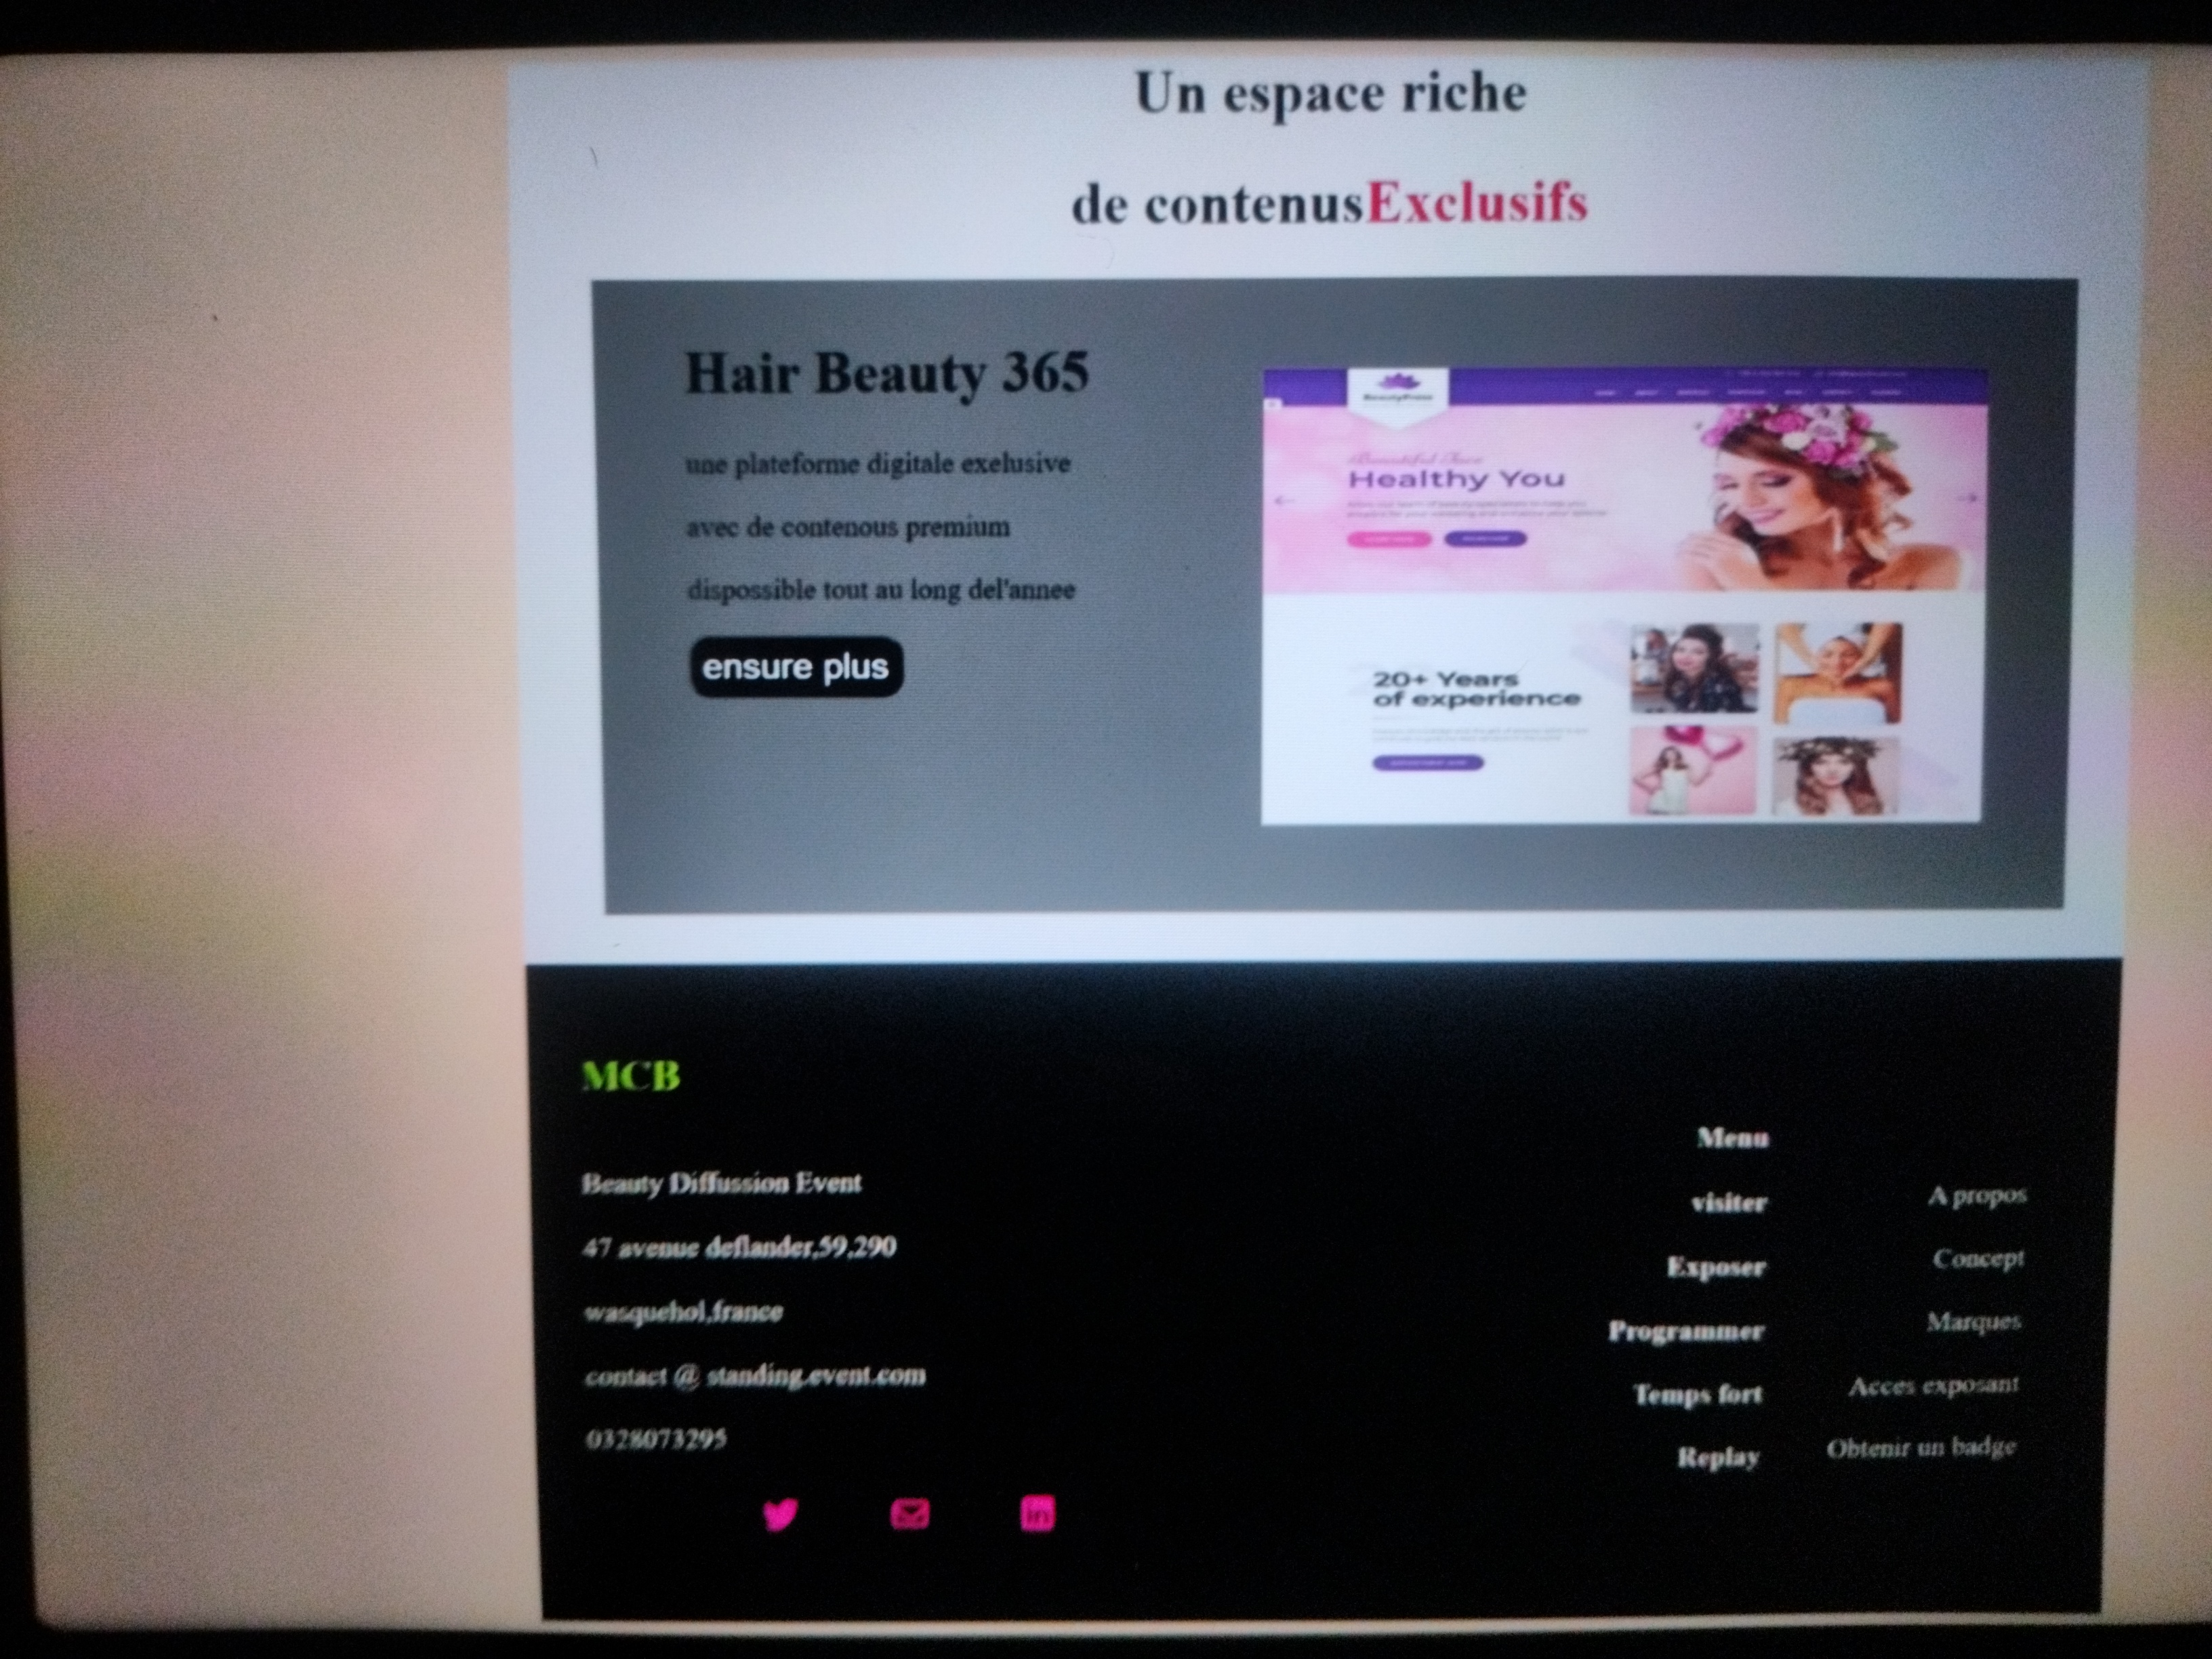 Un espace riche
de contenusExclusifs
Hair Beauty 365
une plateforme digitale exelusive
avec de contenous premium
dispossible tout au long del'annee
ensure plus
BeautyPress
Healthy You
20+ Years
of experience
MCB
Beauty Diffussion Event
47 avenue deflander,59,290
wasquehol,france
contact @ standing.event.com
0328073295
in
Menu
visiter
Exposer
Programmer
Temps fort
Replay
A propos
Concept
Marques
Acces exposant
Obtenir un badge